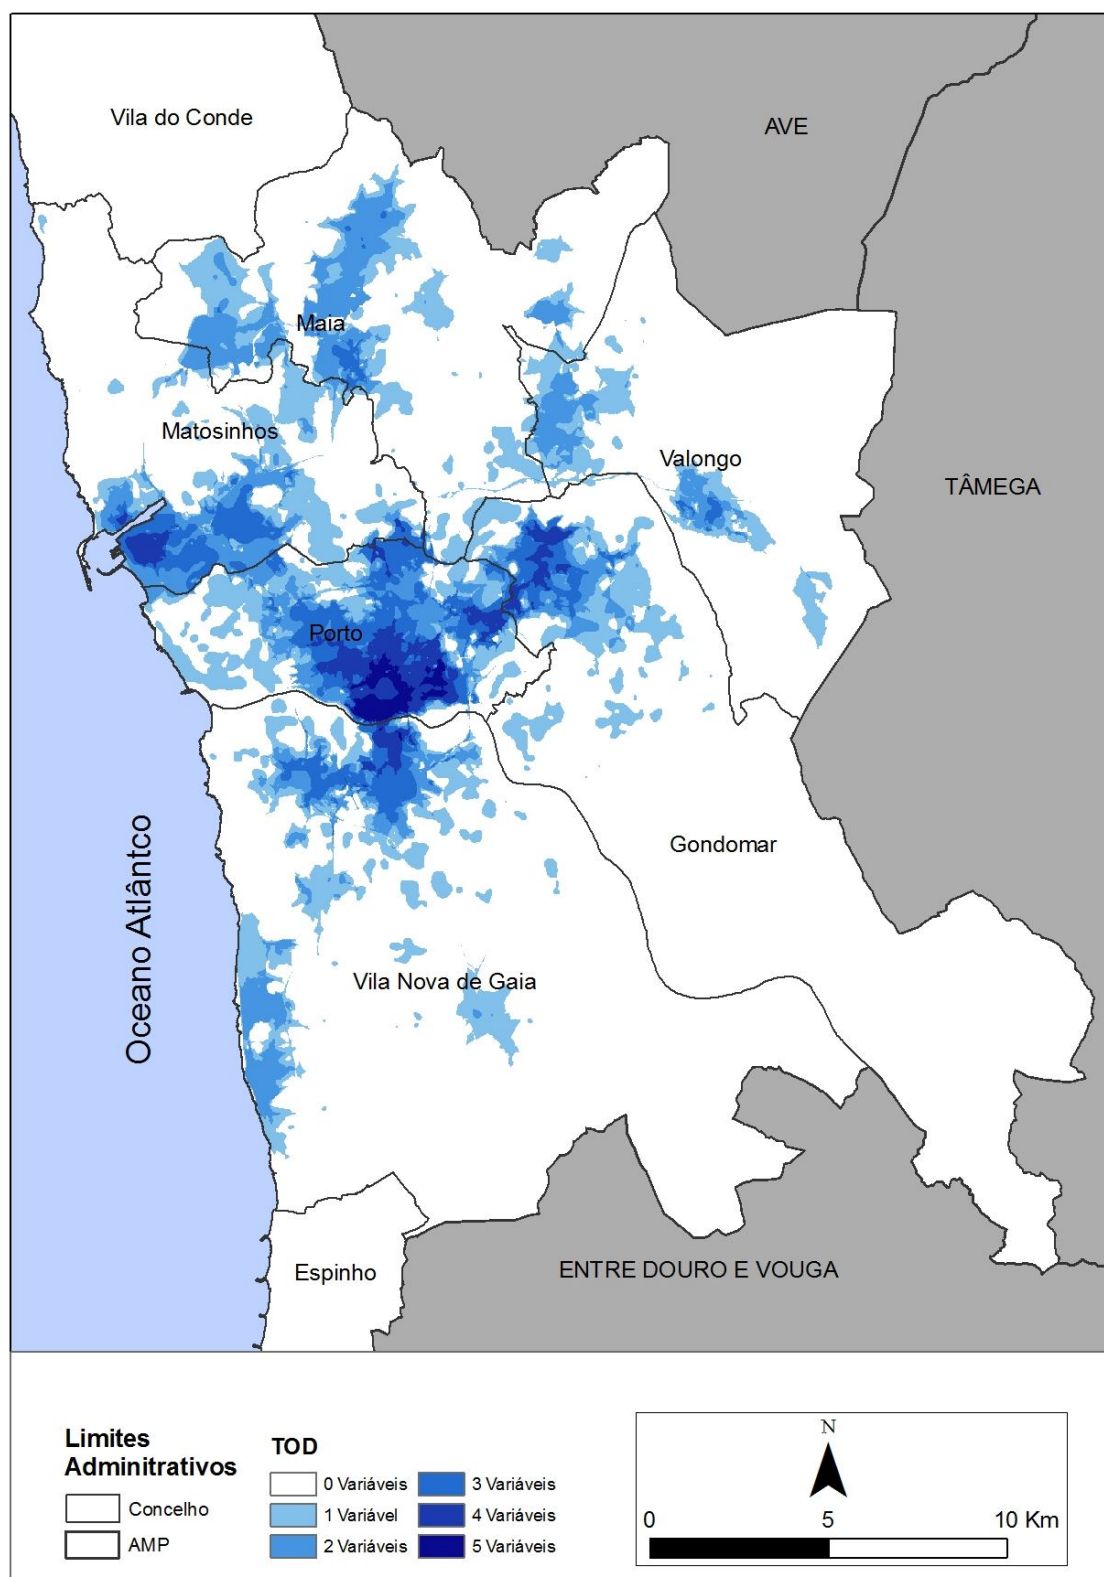 Vila do Conde
AVE
Maia
Matosinhos
Valongo
TÂMEGA
Porto
Gondomar
Oceano Atlântco
Vila Nova de Gaia
Espinho
ENTRE DOURO E VOUGA
Limites
Adminitrativos
Concelho
AMP
TOD
0 Variáveis
1 Variável
2 Variáveis
3 Variáveis
4 Variáveis
5 Variáveis
N
0 5 10 Km